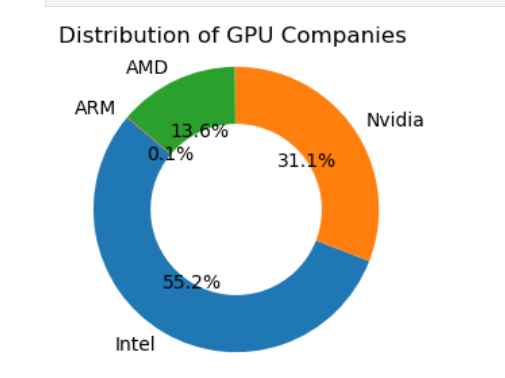 Distribution of GPU Companies
AMD
ARM
Nvidia
13.6%
0.1%
31.1%
55.2%
Intel